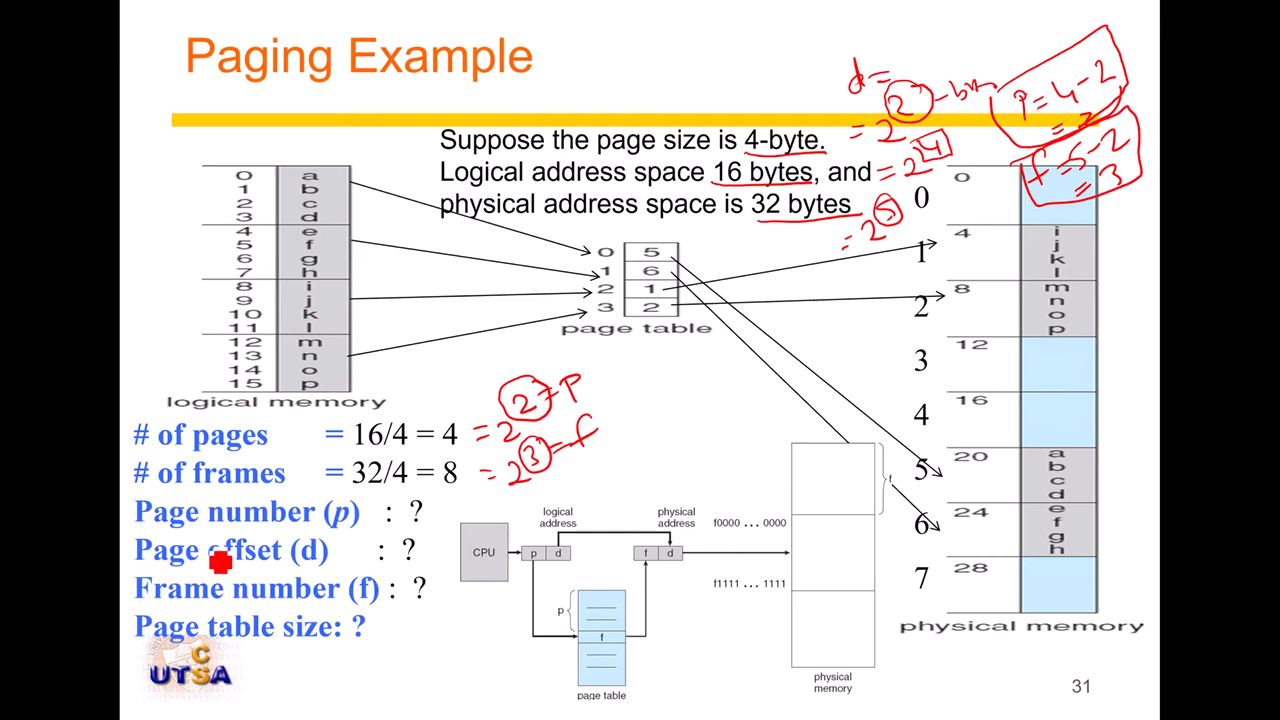 Paging Example
d=
= 2^2 -
P = 4-2
= 2
f = 5-2
= 3
Suppose the page size is 4-byte.
Logical address space 16 bytes, and
= 2^4
physical address space is 32 bytes
= 2^5
0 a
1 b
2 c
3 d
4 e
5 f
6 g
7 h
8 i
9 j
10 k
11 l
12 m
13 n
14 o
15 p
logical memory
0 5
1 6
2 1
3 2
page table
0
0
1
4
i
j
k
l
2
8
m
n
o
p
3
12
4
16
5
20
a
b
c
d
6
24
e
f
g
h
7
28
physical memory
# of pages = 16/4 = 4 = 2^2 = P
# of frames = 32/4 = 8 = 2^3 = f
Page number (p) : ?
Page offset (d) : ?
Frame number (f) : ?
Page table size: ?
logical
address
physical
address
CPU
p d
f d
f0000 … 0000
f1111 … 1111
f
p
f
page table
physical
memory
CS
UTSA
31